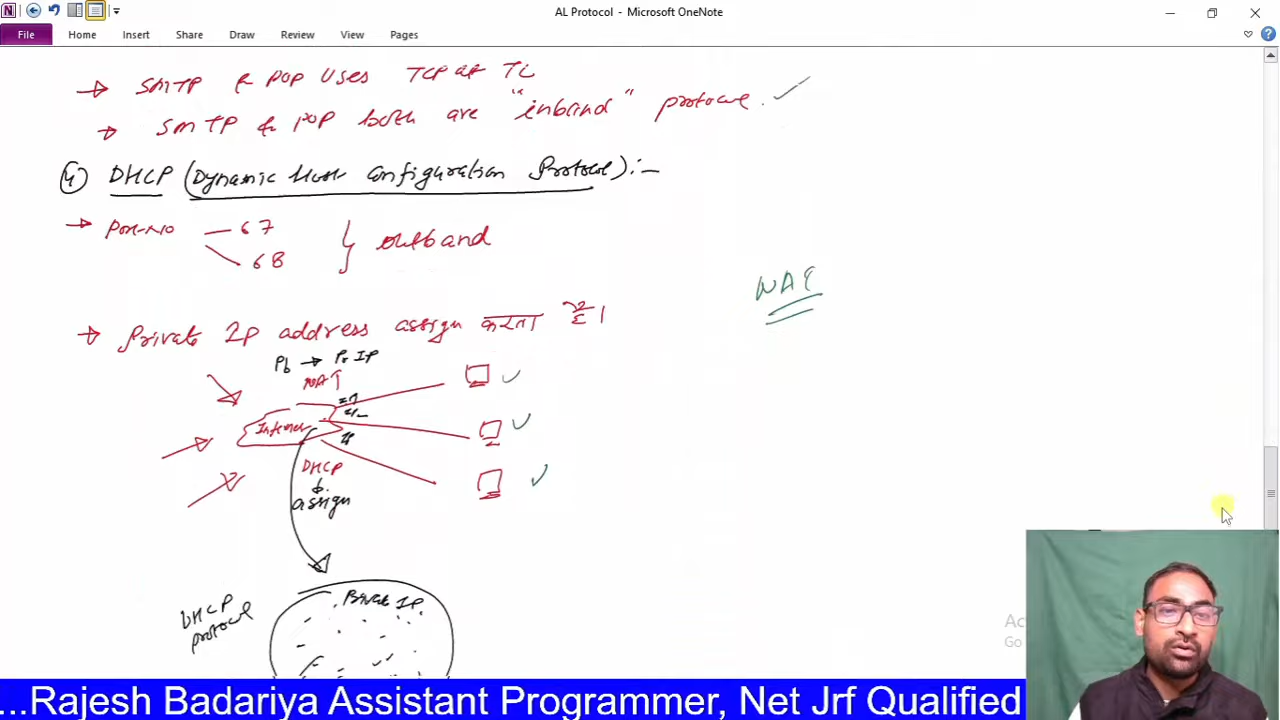 AL Protocol - Microsoft OneNote
File Home Insert Share Draw Review View Pages
→ SMTP & POP Uses TCP at TL
→ SMTP & POP both are "inband" protocol. ✓
4) DHCP (Dynamic Host Configuration Protocol):-
→ Port-No — 67
68 } outband
NAT
→ Private IP address assign करता है।
Pb → Pr IP
NAT
Internet
DHCP
assign
Private IP
DHCP
protocol
Ac
Go
...Rajesh Badariya Assistant Programmer, Net Jrf Qualified